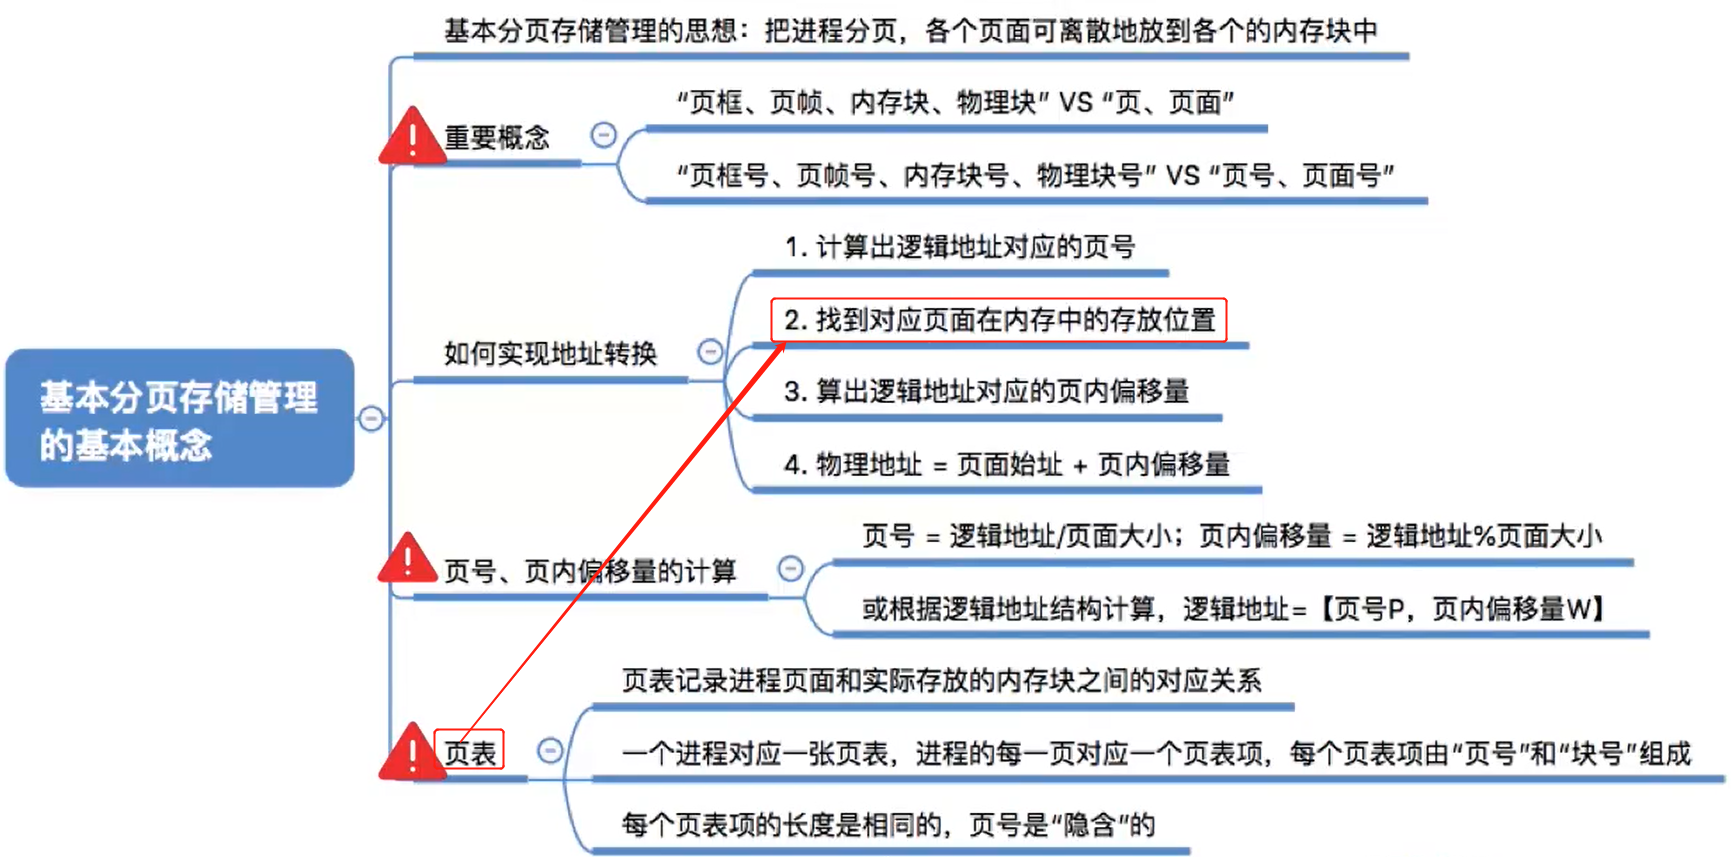 基本分页存储管理的思想：把进程分页，各个页面可离散地放到各个的内存块中
重要概念
“页框、页帧、内存块、物理块” VS “页、页面”
“页框号、页帧号、内存块号、物理块号” VS “页号、页面号”
基本分页存储管理
的基本概念
如何实现地址转换
1. 计算出逻辑地址对应的页号
2. 找到对应页面在内存中的存放位置
3. 算出逻辑地址对应的页内偏移量
4. 物理地址 = 页面始址 + 页内偏移量
页号、页内偏移量的计算
页号 = 逻辑地址/页面大小；页内偏移量 = 逻辑地址%页面大小
或根据逻辑地址结构计算，逻辑地址=【页号P，页内偏移量W】
页表
页表记录进程页面和实际存放的内存块之间的对应关系
一个进程对应一张页表，进程的每一页对应一个页表项，每个页表项由“页号”和“块号”组成
每个页表项的长度是相同的，页号是“隐含”的